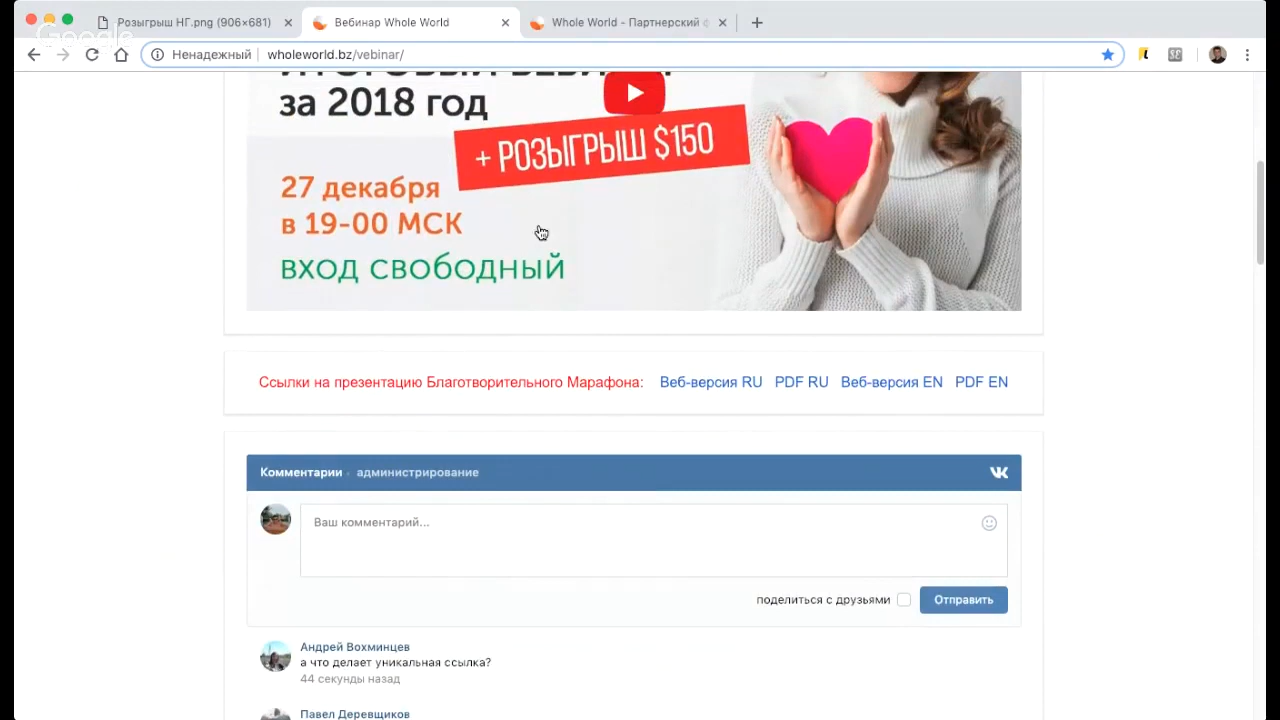 Розыгрыш НГ.png (906×681)
Вебинар Whole World
Whole World - Партнерский
Google
Ненадежный
wholeworld.bz/vebinar/
ИТОГОВЫЙ ВЕБИНАР
за 2018 год
+ РОЗЫГРЫШ $150
27 декабря
в 19-00 МСК
ВХОД СВОБОДНЫЙ
Ссылки на презентацию Благотворительного Марафона: Веб-версия RU PDF RU Веб-версия EN PDF EN
Комментарии · администрирование
Ваш комментарий...
поделиться с друзьями
Отправить
Андрей Вохминцев
а что делает уникальная ссылка?
44 секунды назад
Павел Деревщиков